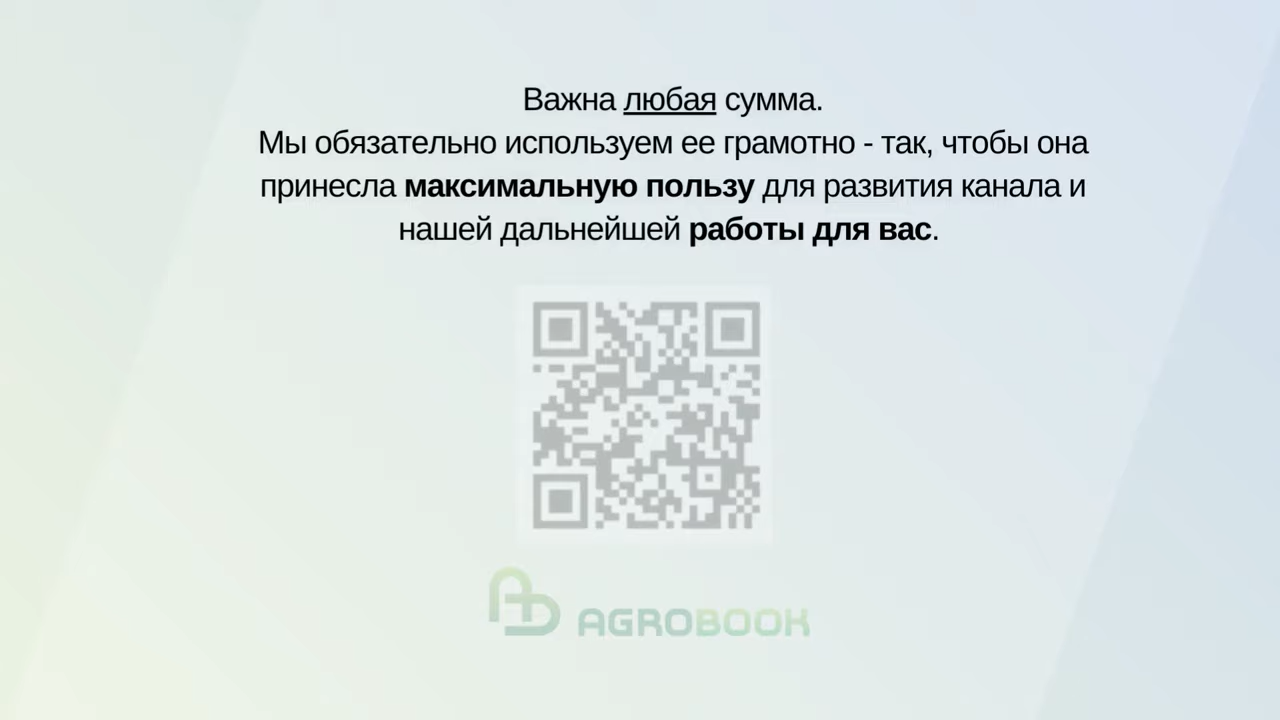 Важна любая сумма.
Мы обязательно используем ее грамотно - так, чтобы она
принесла максимальную пользу для развития канала и
нашей дальнейшей работы для вас.
AGROBOOK